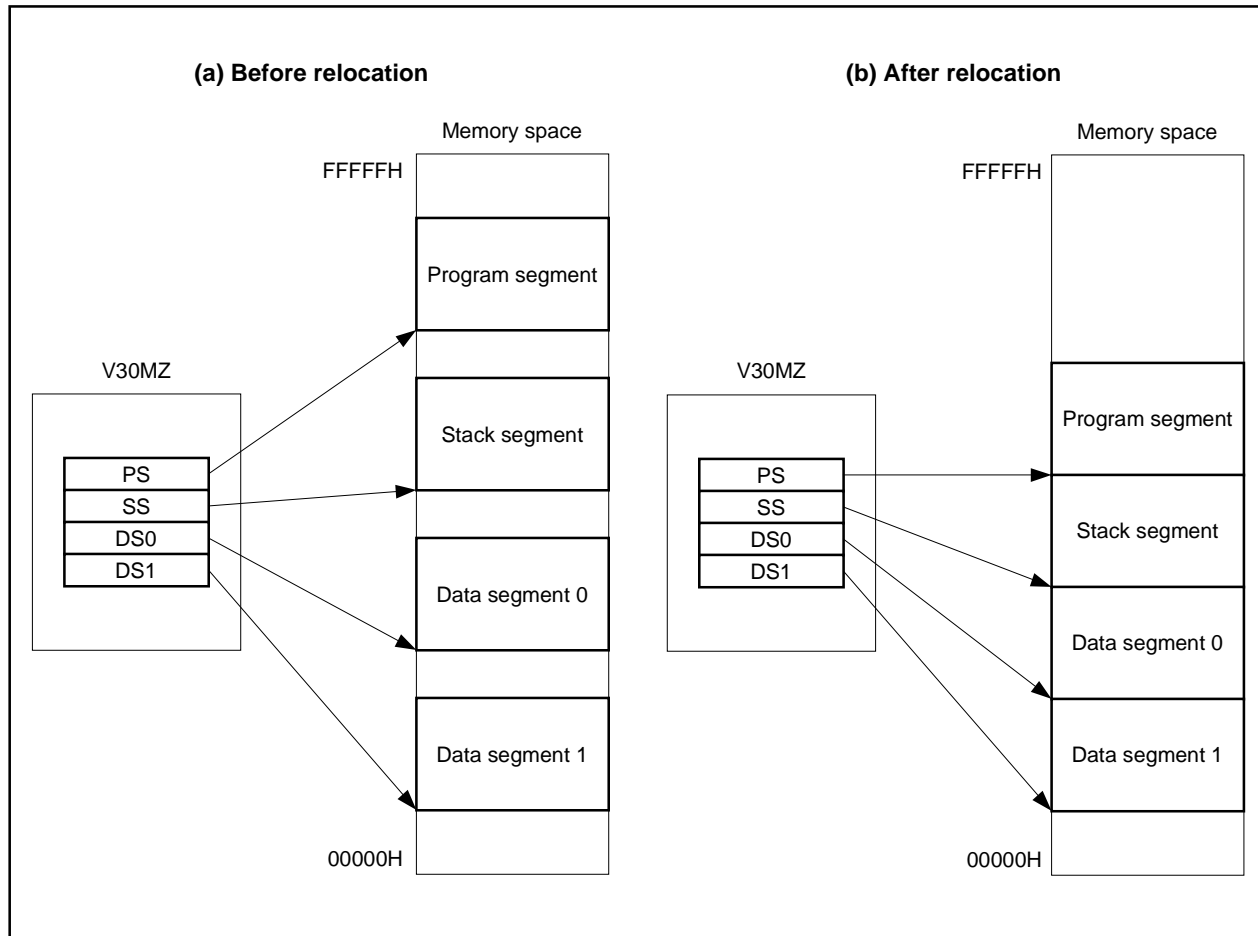 (a) Before relocation
Memory space
FFFFFH
Program segment
V30MZ
Stack segment
PS
SS
DS0
DS1
Data segment 0
Data segment 1
00000H
(b) After relocation
Memory space
FFFFFH
V30MZ
Program segment
PS
SS
DS0
DS1
Stack segment
Data segment 0
Data segment 1
00000H